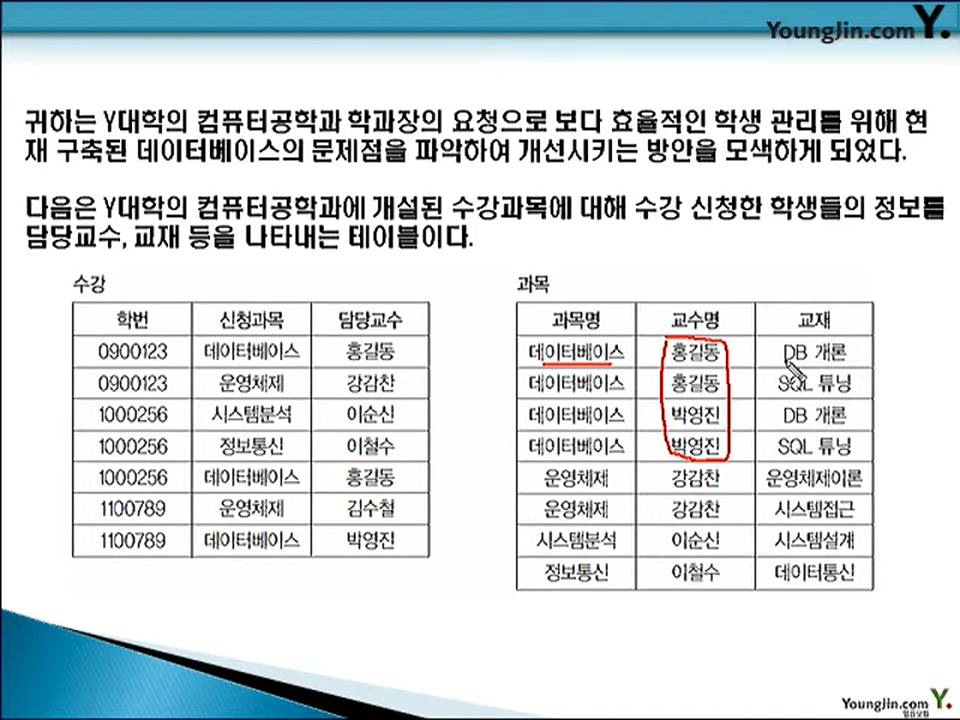 YoungJin.com Y.
귀하는 Y대학의 컴퓨터공학과 학과장의 요청으로 보다 효율적인 학생 관리를 위해 현
재 구축된 데이터베이스의 문제점을 파악하여 개선시키는 방안을 모색하게 되었다.
다음은 Y대학의 컴퓨터공학과에 개설된 수강과목에 대해 수강 신청한 학생들의 정보를
담당교수, 교재 등을 나타내는 테이블이다.
수강
학번 신청과목 담당교수
0900123 데이터베이스 홍길동
0900123 운영체제 강감찬
1000256 시스템분석 이순신
1000256 정보통신 이철수
1000256 데이터베이스 홍길동
1100789 운영체제 김수철
1100789 데이터베이스 박영진
과목
과목명 교수명 교재
데이터베이스 홍길동 DB 개론
데이터베이스 홍길동 SQL 튜닝
데이터베이스 박영진 DB 개론
데이터베이스 박영진 SQL 튜닝
운영체제 강감찬 운영체제이론
운영체제 강감찬 시스템접근
시스템분석 이순신 시스템설계
정보통신 이철수 데이터통신
YoungJin.com Y.